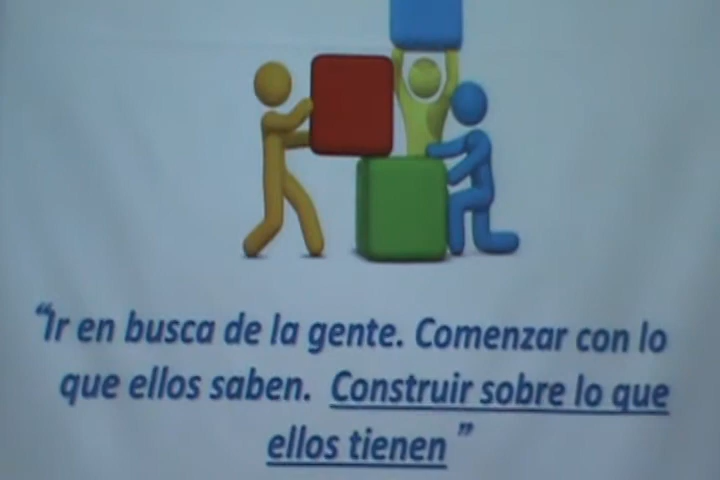 “Ir en busca de la gente. Comenzar con lo
que ellos saben. Construir sobre lo que
ellos tienen ”